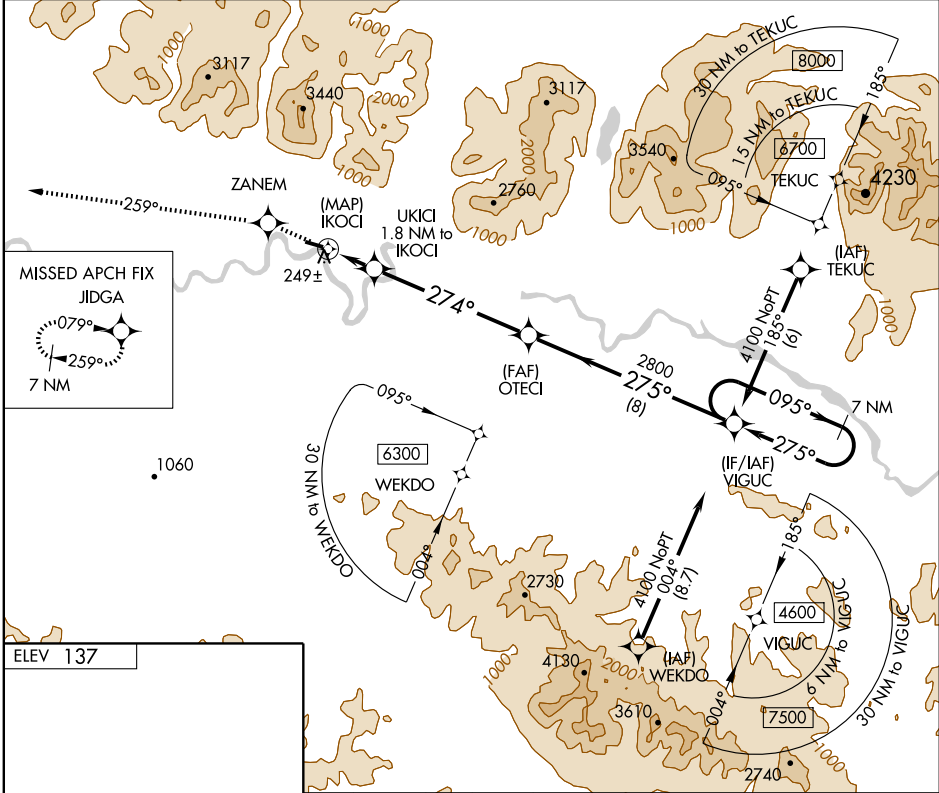 1000
3117
3440
2000
1000
1000
3117
2000
2760
1000
30 NM to TEKUC
8000
185°
15 NM to TEKUC
6700
3540
095°
TEKUC
4230
1000
1000
ZANEM
259°
(MAP)
IKOCI
UKICI
1.8 NM to
IKOCI
249±
MISSED APCH FIX
JIDGA
079°
259°
7 NM
274°
(FAF)
OTECI
2800
275°
(8)
(IAF)
TEKUC
4100 NoPT
185°
(6)
095°
7 NM
275°
(IF/IAF)
VIGUC
095°
6300
WEKDO
30 NM to WEKDO
004°
1060
4100 NoPT
004°
(8.7)
(IAF)
WEKDO
185°
4600
VIGUC
6 NM to VIGUC
30 NM to VIGUC
004°
7500
2730
4130
2000
3610
1000
2740
1000
1000
ELEV 137